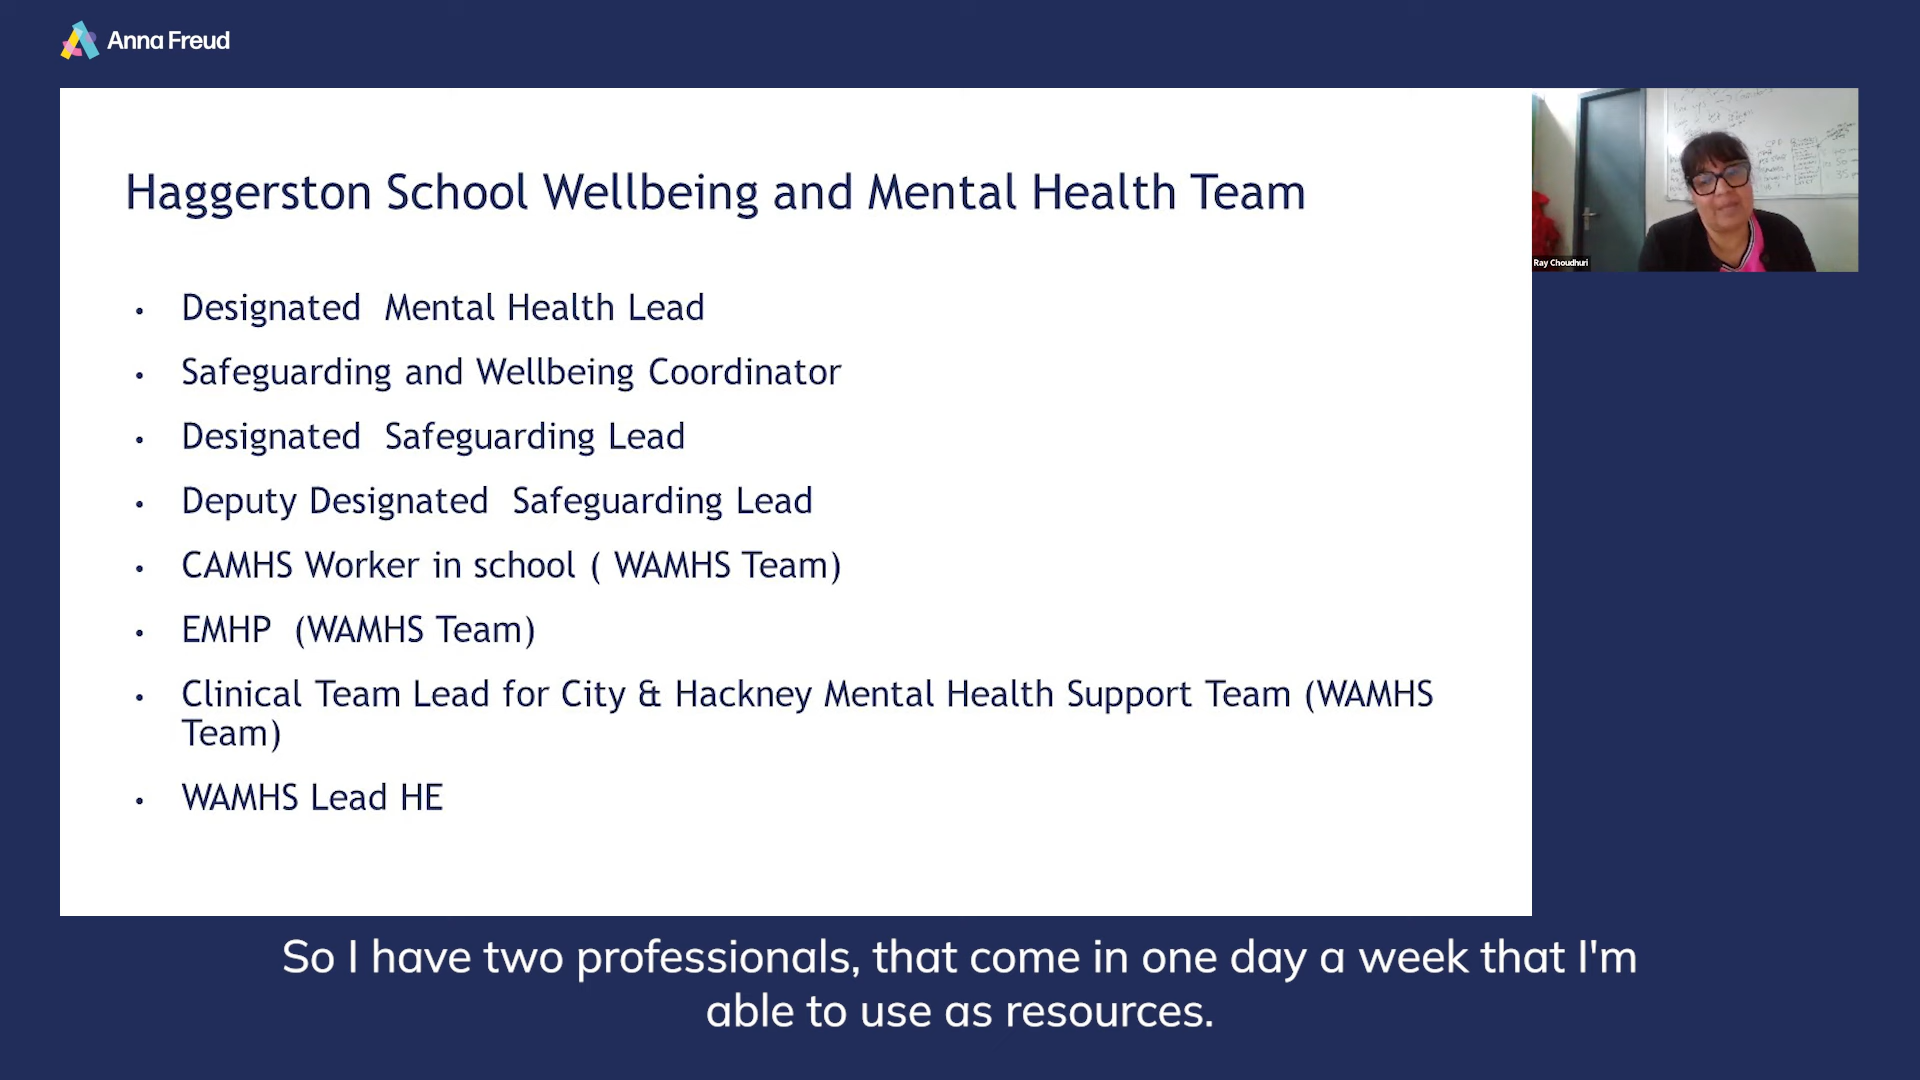 Anna Freud
Haggerston School Wellbeing and Mental Health Team
• Designated  Mental Health Lead
• Safeguarding and Wellbeing Coordinator
• Designated  Safeguarding Lead
• Deputy Designated  Safeguarding Lead
• CAMHS Worker in school ( WAMHS Team)
• EMHP  (WAMHS Team)
• Clinical Team Lead for City & Hackney Mental Health Support Team (WAMHS
Team)
• WAMHS Lead HE
Ray Choudhuri
So I have two professionals, that come in one day a week that I'm
able to use as resources.